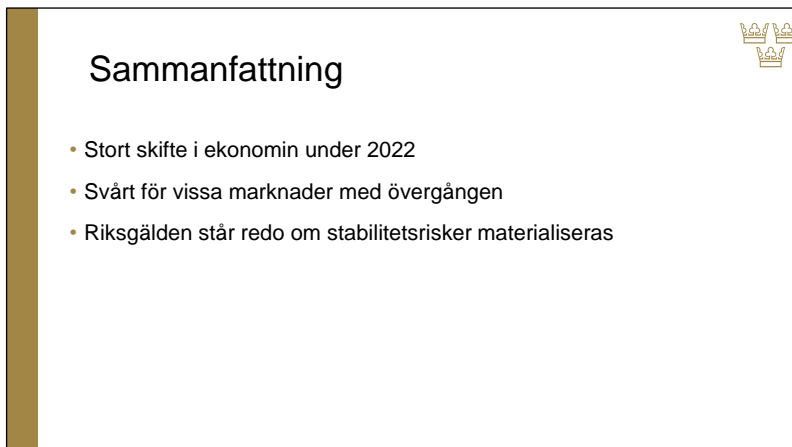 Sammanfattning
• Stort skifte i ekonomin under 2022
• Svårt för vissa marknader med övergången
• Riksgälden står redo om stabilitetsrisker materialiseras